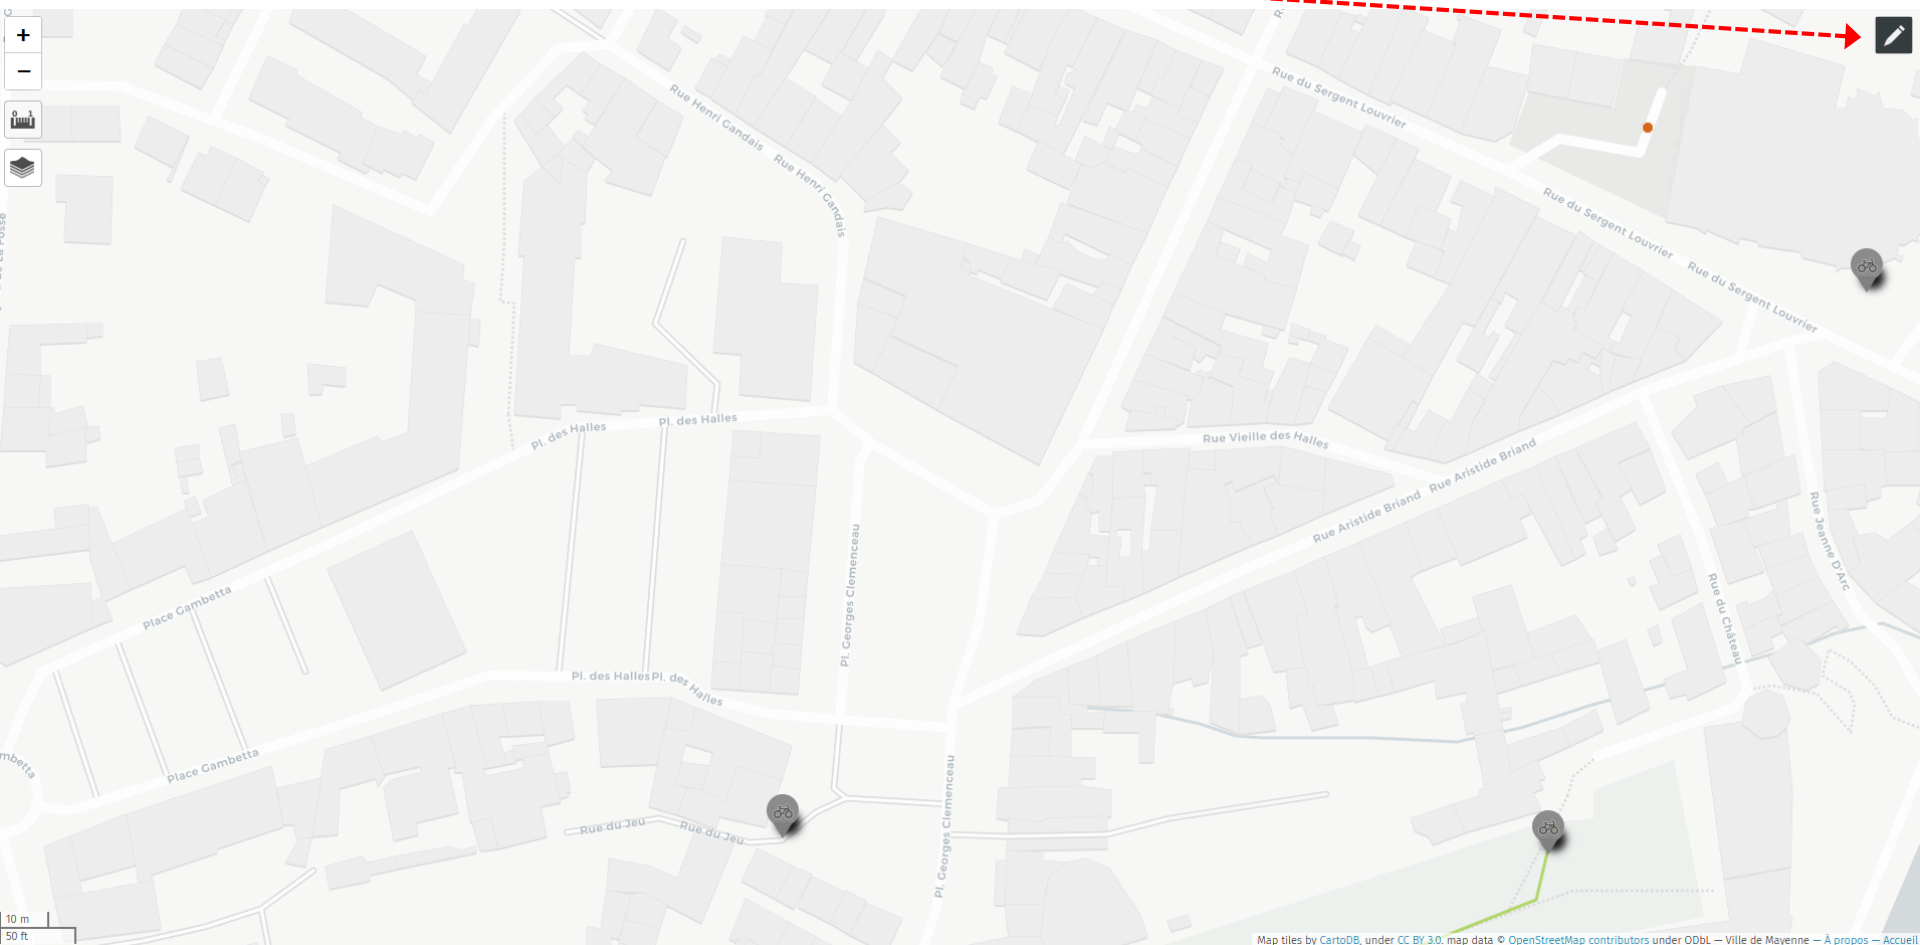 +
−
0 1
Rue du Sergent Louvrier
Rue Henri Gandais
Rue Henri Gandais
Rue du Sergent Louvrier
Rue du Sergent Louvrier
Pl. des Halles
Pl. des Halles
Rue Vieille des Halles
Rue Aristide Briand
Rue Aristide Briand
Rue Jeanne D'Arc
Pl. Georges Clemenceau
Rue du Château
Place Gambetta
Pl. des Halles
Pl. des Halles
Place Gambetta
mbetta
Rue du Jeu
Rue du Jeu
Pl. Georges Clemenceau
10 m
50 ft
Map tiles by CartoDB, under CC BY 3.0. map data © OpenStreetMap contributors under ODbL — Ville de Mayenne — À propos — Accueil